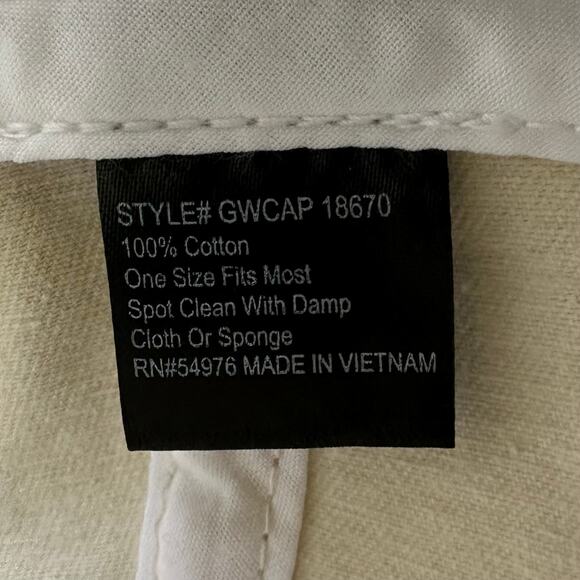 STYLE# GWCAP 18670
100% Cotton
One Size Fits Most
Spot Clean With Damp
Cloth Or Sponge
RN#54976 MADE IN VIETNAM